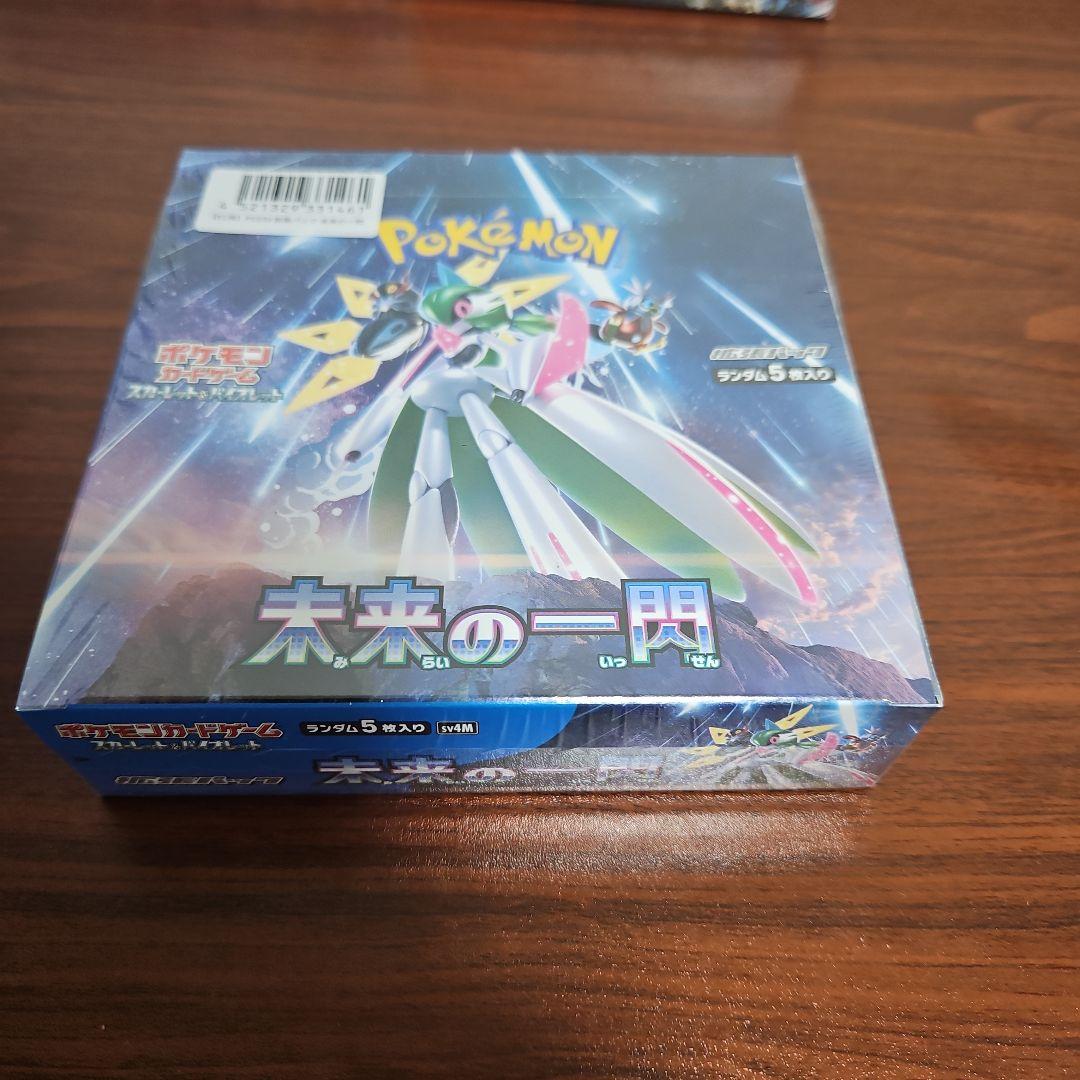 4 521329 331461
POKéMON
ポケモン
カードゲーム
スカーレット&バイオレット
拡張パック
ランダム5枚入り
未来の一閃
みらい いっせん
ポケモンカードゲーム
スカーレット&バイオレット
ランダム5枚入り sv4M
拡張パック
未来の一閃